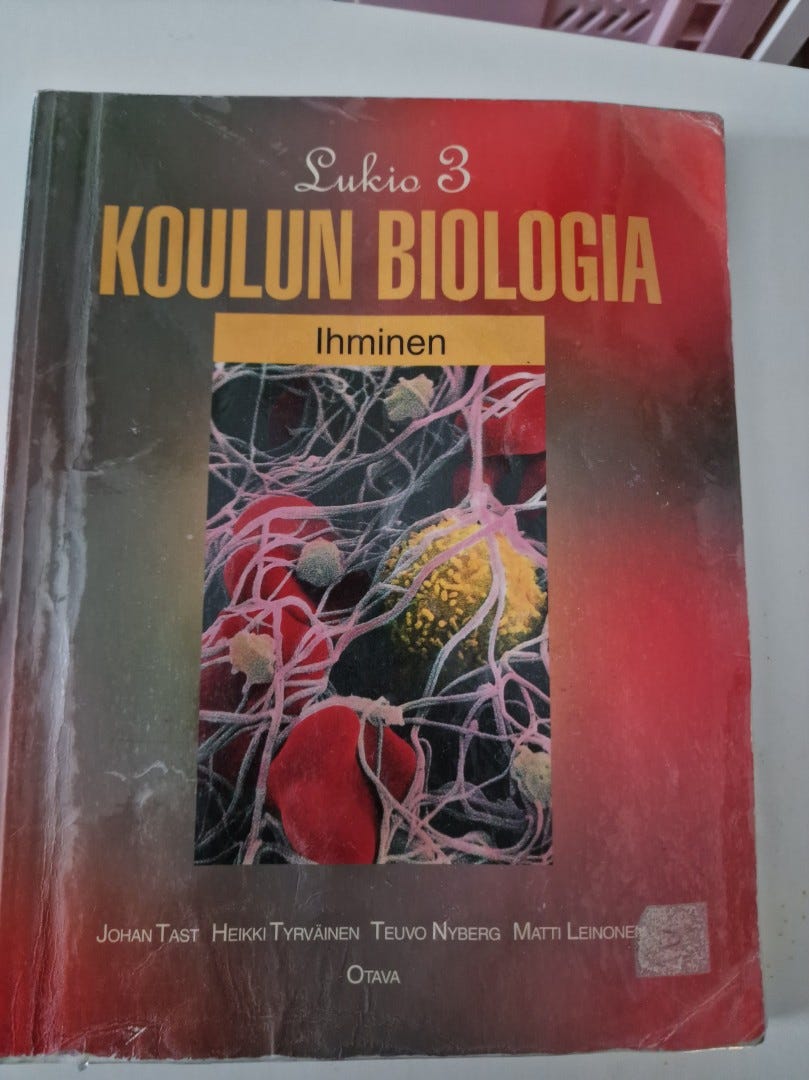 Lukio 3
KOULUN BIOLOGIA
Ihminen
JOHAN TAST HEIKKI TYRVÄINEN TEUVO NYBERG MATTI LEINONEN
OTAVA